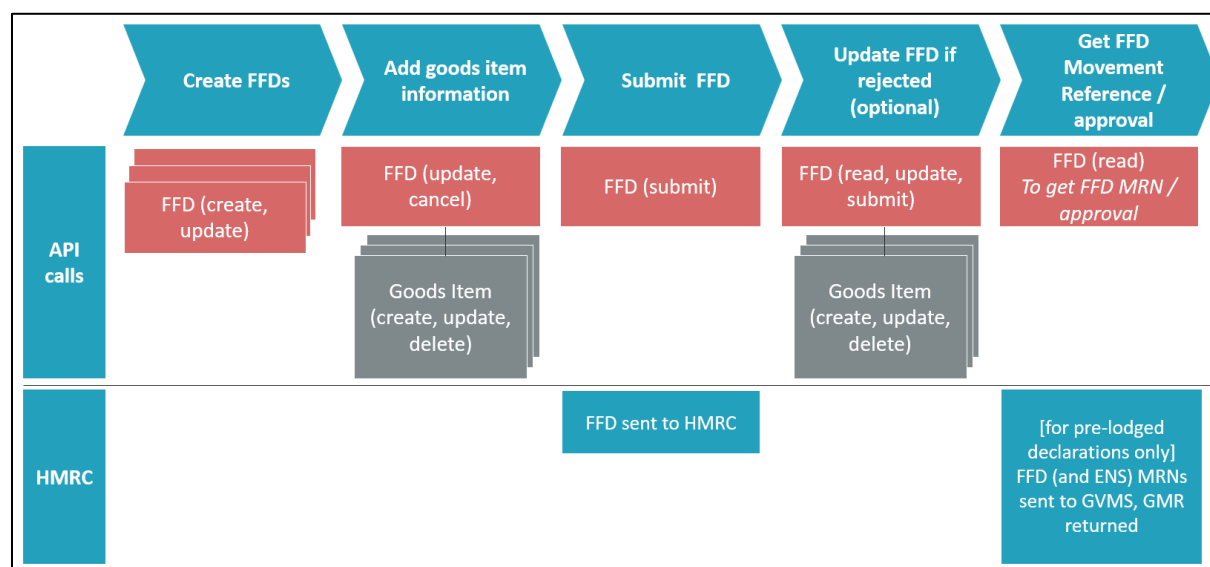 Create FFDs
Add goods item
information
Submit FFD
Update FFD if
rejected
(optional)
Get FFD
Movement
Reference /
approval
API
calls
FFD (create,
update)
FFD (update,
cancel)
FFD (submit)
FFD (read, update,
submit)
FFD (read)
To get FFD MRN /
approval
Goods Item
(create, update,
delete)
Goods Item
(create, update,
delete)
HMRC
FFD sent to HMRC
[for pre-lodged
declarations only]
FFD (and ENS) MRNs
sent to GVMS, GMR
returned